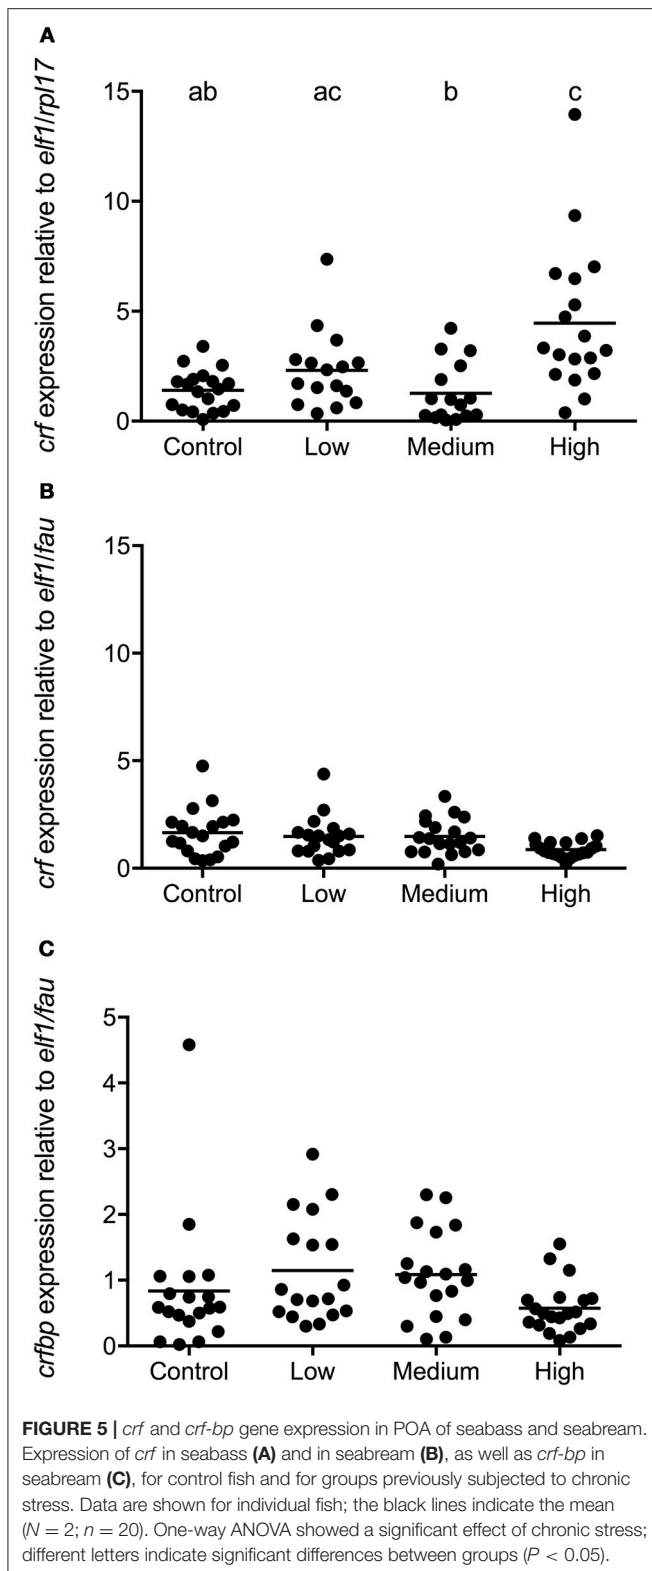 A
crf expression relative to elf1/rpl17
15
10
5
0
ab ac b c
Control Low Medium High
B
crf expression relative to elf1/fau
15
10
5
0
Control Low Medium High
C
crfbp expression relative to elf1/fau
5
4
3
2
1
0
Control Low Medium High
FIGURE 5 | crf and crf-bp gene expression in POA of seabass and seabream.
Expression of crf in seabass (A) and in seabream (B), as well as crf-bp in
seabream (C), for control fish and for groups previously subjected to chronic
stress. Data are shown for individual fish; the black lines indicate the mean
(N = 2; n = 20). One-way ANOVA showed a significant effect of chronic stress;
different letters indicate significant differences between groups (P < 0.05).